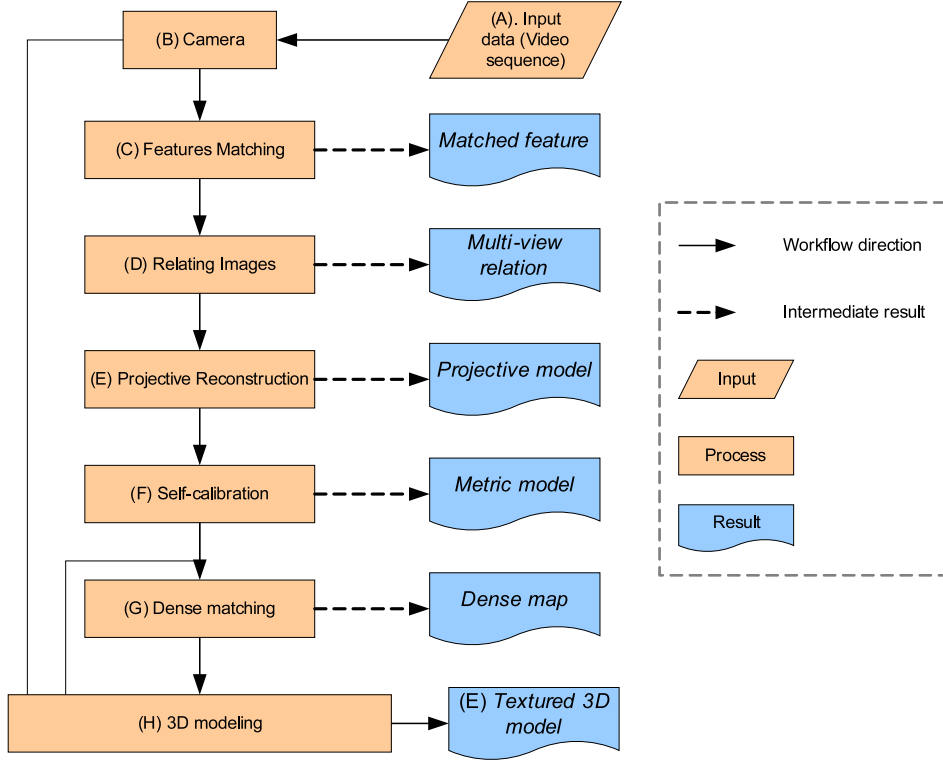 (A). Input
data (Video
sequence)
(B) Camera
(C) Features Matching
Matched feature
(D) Relating Images
Multi-view
relation
(E) Projective Reconstruction
Projective model
(F) Self-calibration
Metric model
(G) Dense matching
Dense map
(H) 3D modeling
(E) Textured 3D
model
Workflow direction
Intermediate result
Input
Process
Result